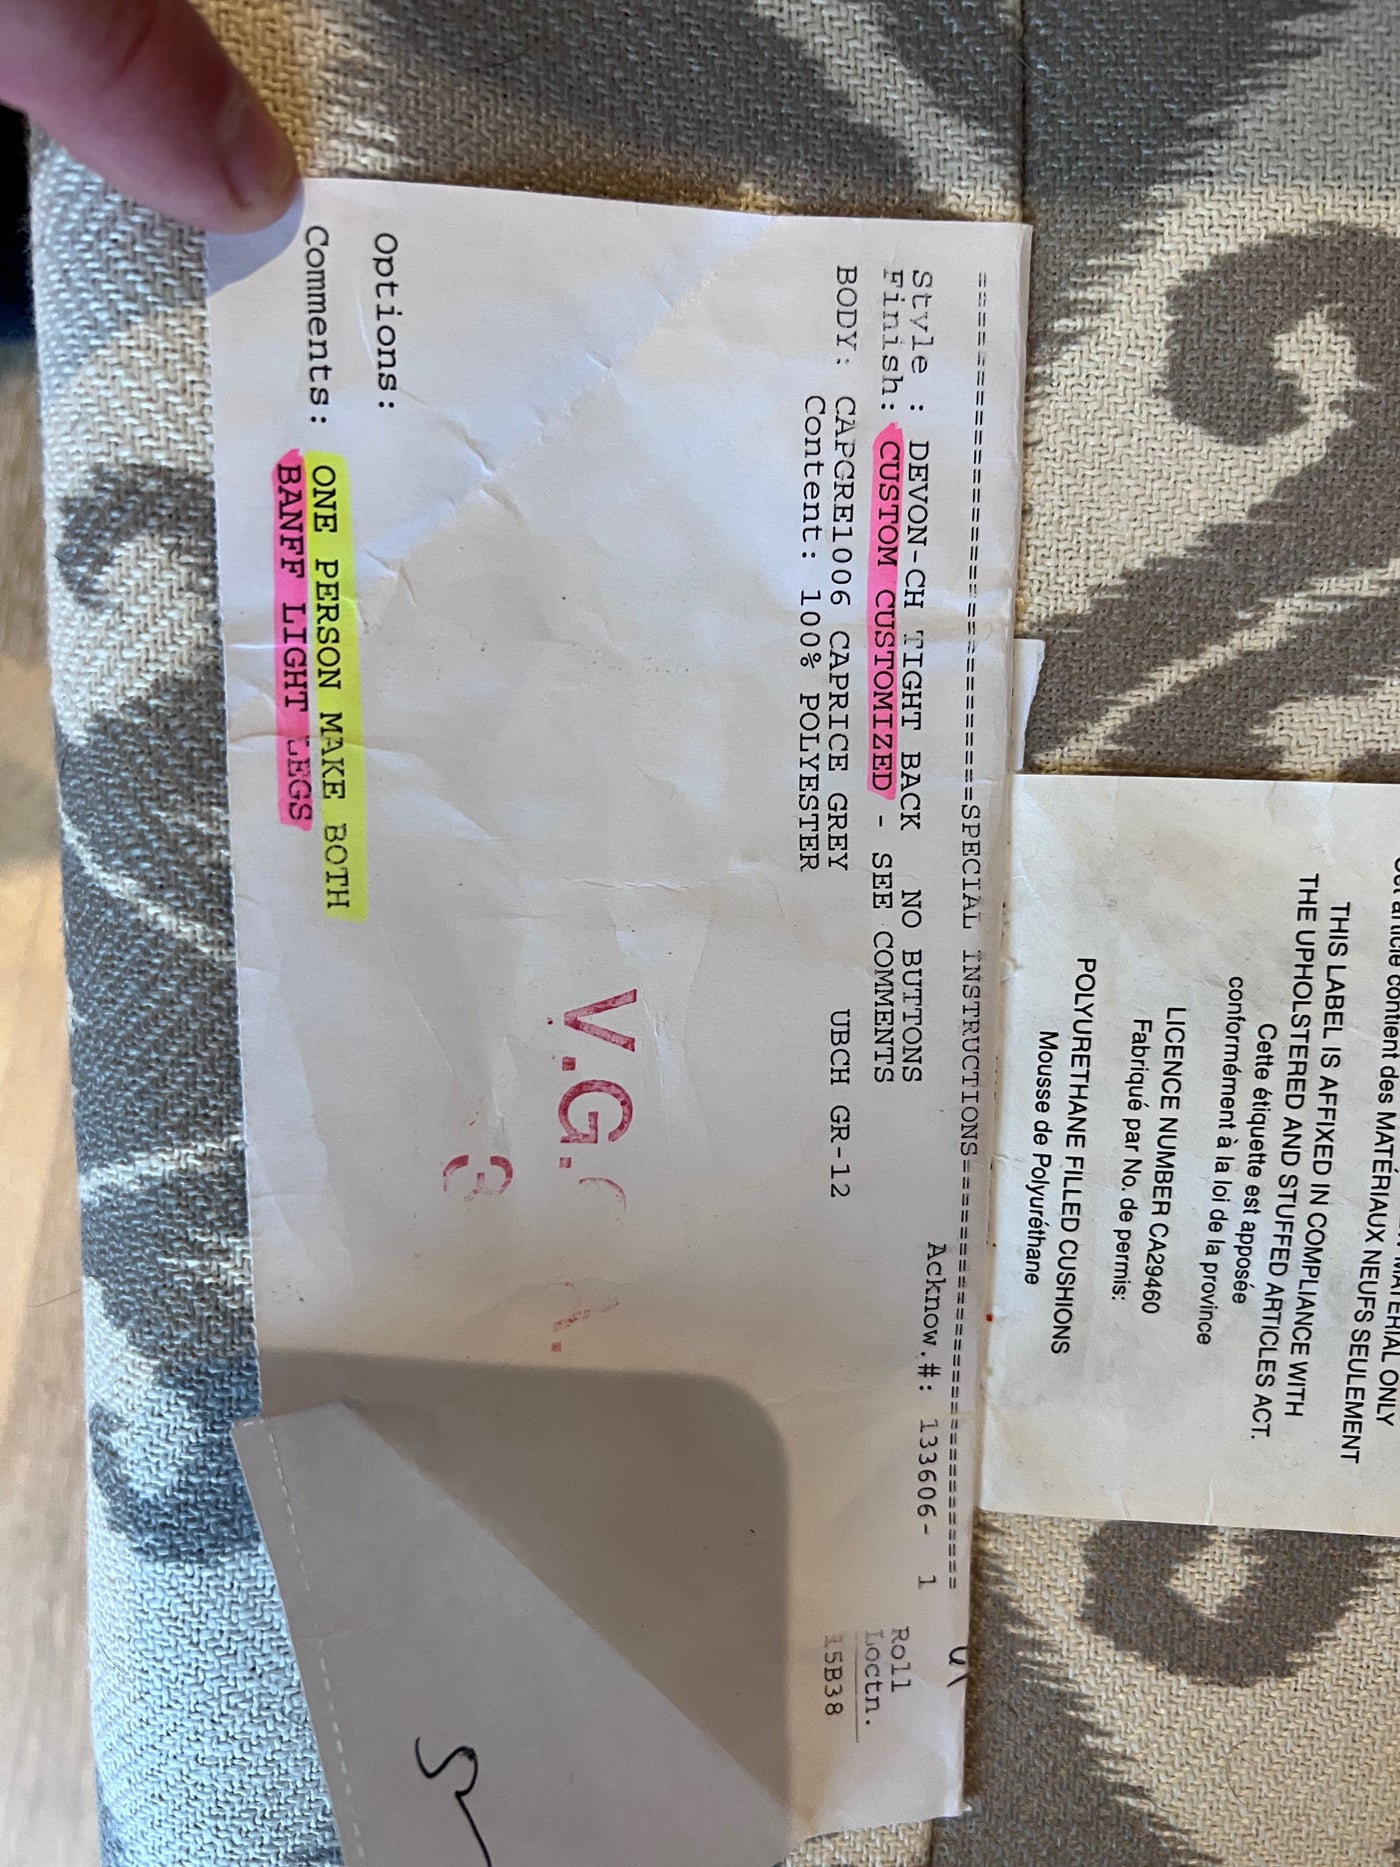 MATÉRIAL ONLY
contient des MATÉRIAUX NEUFS SEULEMENT
THIS LABEL IS AFFIXED IN COMPLIANCE WITH
THE UPHOLSTERED AND STUFFED ARTICLES ACT.
Cette étiquette est apposée
conformément à la loi de la province
LICENCE NUMBER CA29460
Fabriqué par No. de permis:
POLYURETHANE FILLED CUSHIONS
Mousse de Polyuréthane
=====SPECIAL INSTRUCTIONS=====
Style : DEVON-CH TIGHT BACK NO BUTTONS Acknow.#: 133606- 1
Finish: CUSTOM CUSTOMIZED - SEE COMMENTS Roll
Loctn.
BODY: CAPGRE1006 CAPRICE GREY UBCH GR-12 15B38
Content: 100% POLYESTER
V.G.
3
Options:
Comments: ONE PERSON MAKE BOTH
BANFF LIGHT LEGS